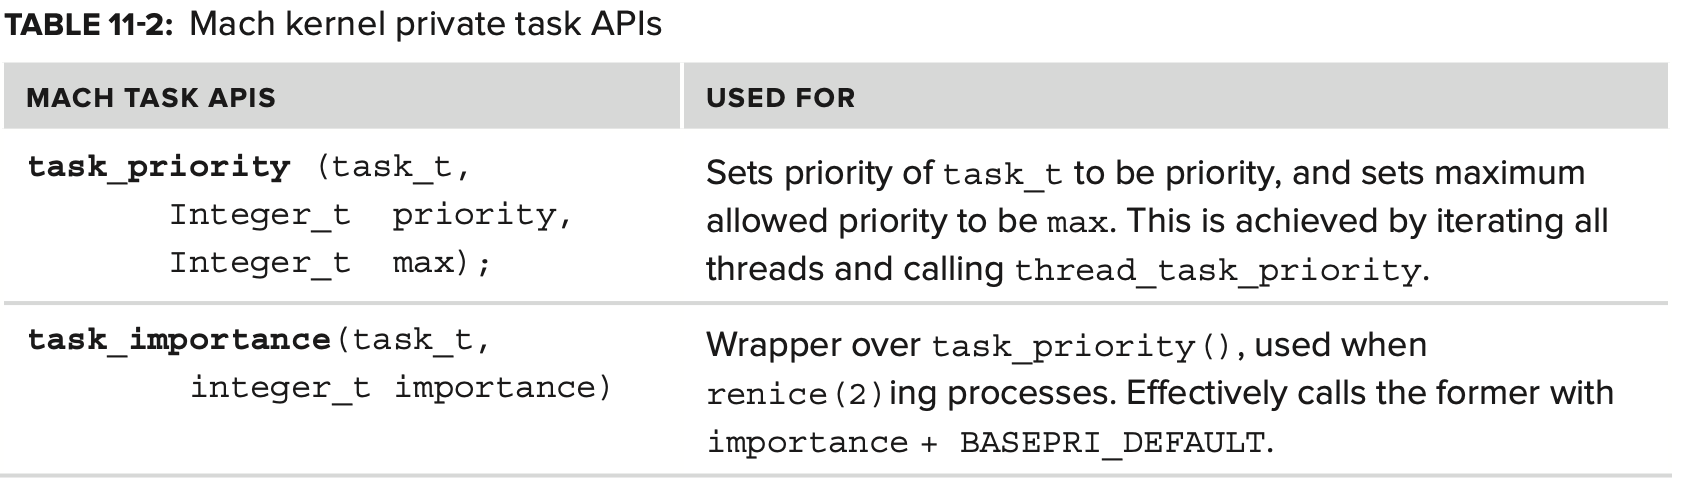 TABLE 11-2: Mach kernel private task APIs
MACH TASK APIS
USED FOR
task_priority (task_t,
Integer_t priority,
Integer_t max);
Sets priority of task_t to be priority, and sets maximum
allowed priority to be max. This is achieved by iterating all
threads and calling thread_task_priority.
task_importance(task_t,
integer_t importance)
Wrapper over task_priority(), used when
renice(2)ing processes. Effectively calls the former with
importance + BASEPRI_DEFAULT.